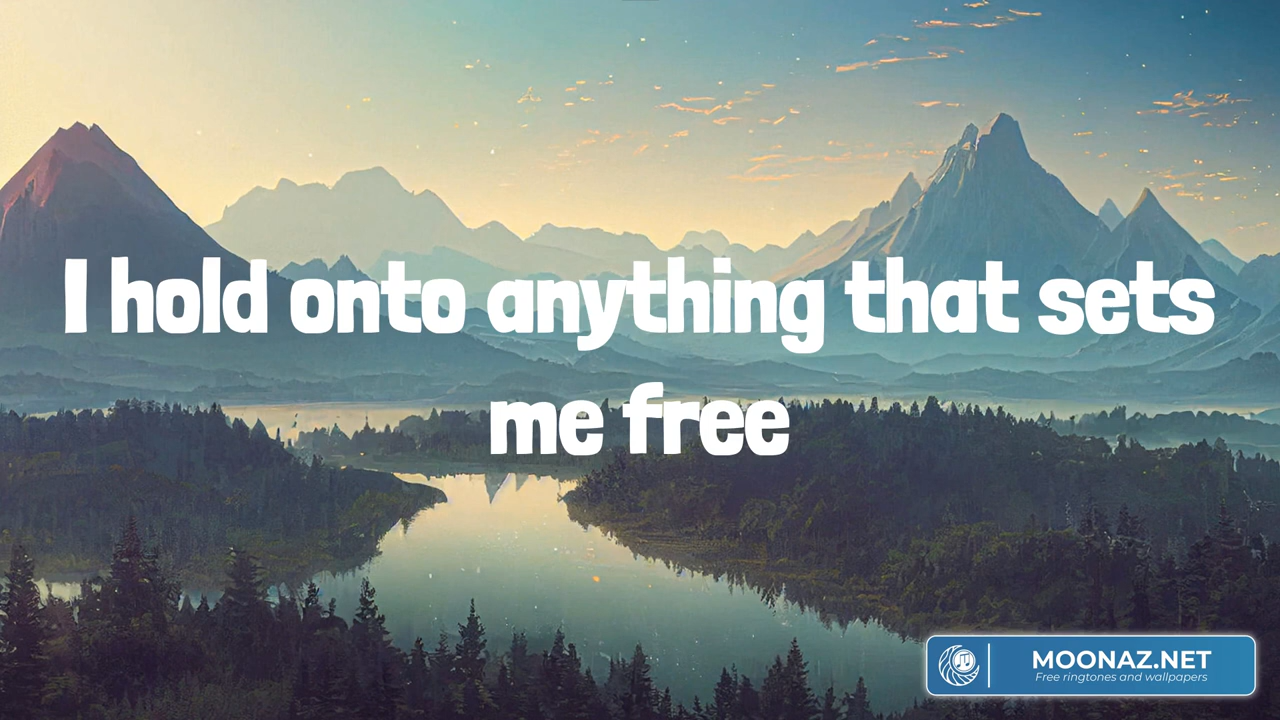 I hold onto anything that sets
me free
MOONAZ.NET
Free ringtones and wallpapers